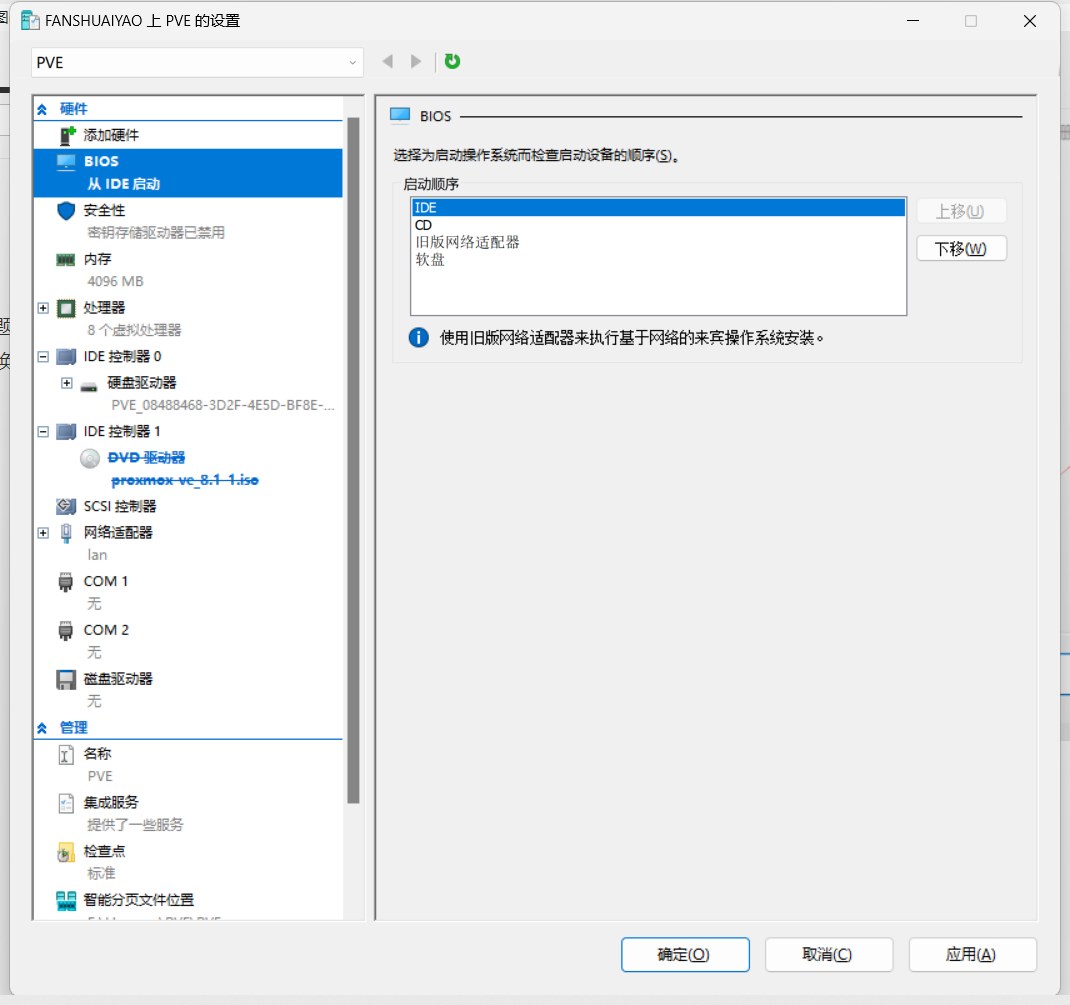 FANSHUAIYAO 上 PVE 的设置
PVE
硬件
添加硬件
BIOS
从 IDE 启动
安全性
密钥存储驱动器已禁用
内存
4096 MB
处理器
8 个虚拟处理器
IDE 控制器 0
硬盘驱动器
PVE_08488468-3D2F-4E5D-BF8E-...
IDE 控制器 1
DVD 驱动器
proxmox-ve_8.1-1.iso
SCSI 控制器
网络适配器
lan
COM 1
无
COM 2
无
磁盘驱动器
无
管理
名称
PVE
集成服务
提供了一些服务
检查点
标准
智能分页文件位置
BIOS
选择为启动操作系统而检查启动设备的顺序(S)。
启动顺序
IDE
CD
旧版网络适配器
软盘
上移(U)
下移(W)
使用旧版网络适配器来执行基于网络的来宾操作系统安装。
确定(O)
取消(C)
应用(A)